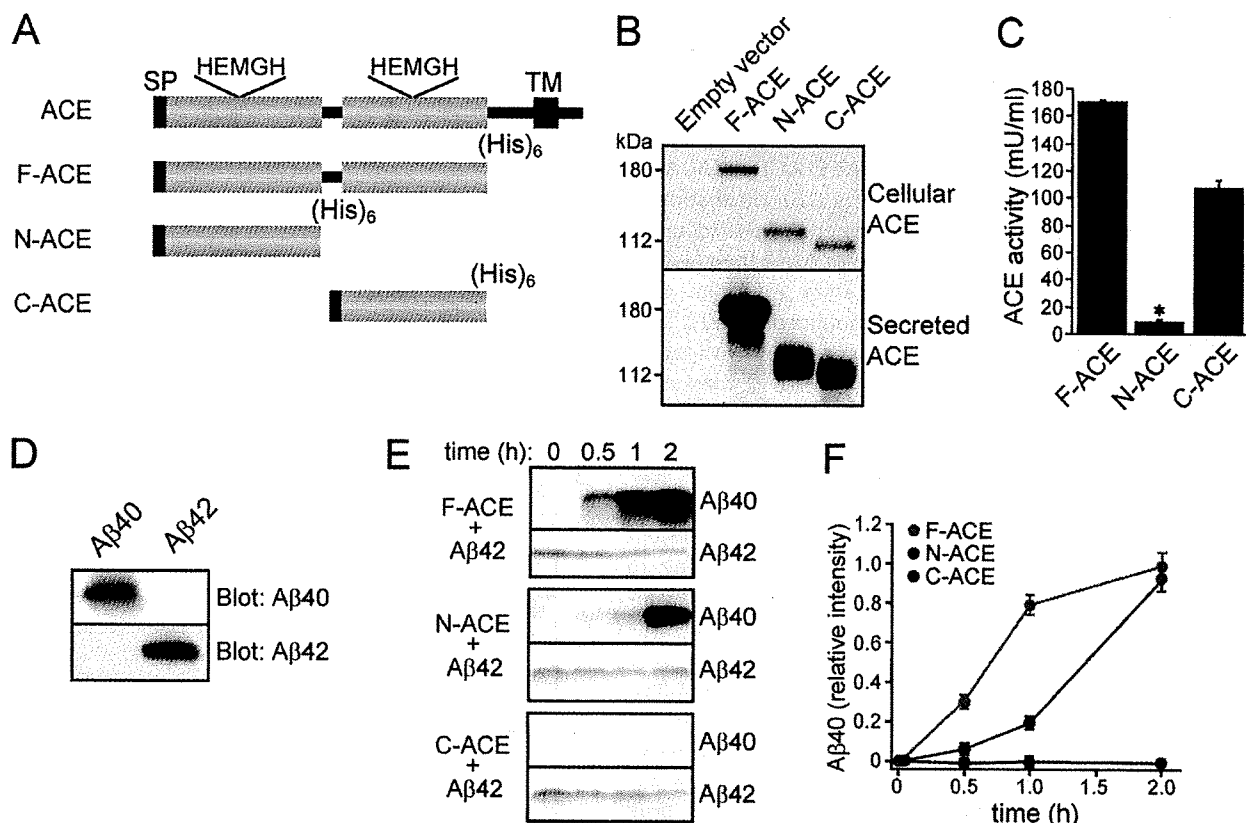 A
SP
HEMGH
HEMGH
TM
ACE
(His)6
F-ACE
(His)6
N-ACE
(His)6
C-ACE
B
Empty vector
F-ACE
N-ACE
C-ACE
kDa
180
112
Cellular
ACE
180
112
Secreted
ACE
C
ACE activity (mU/ml)
180
160
140
120
100
80
60
40
20
0
*
F-ACE
N-ACE
C-ACE
D
Aβ40
Aβ42
Blot: Aβ40
Blot: Aβ42
E
time (h): 0 0.5 1 2
F-ACE
+
Aβ42
Aβ40
Aβ42
N-ACE
+
Aβ42
Aβ40
Aβ42
C-ACE
+
Aβ42
Aβ40
Aβ42
F
Aβ40 (relative intensity)
1.2
1.0
0.8
0.6
0.4
0.2
0
F-ACE
N-ACE
C-ACE
0 0.5 1.0 1.5 2.0
time (h)